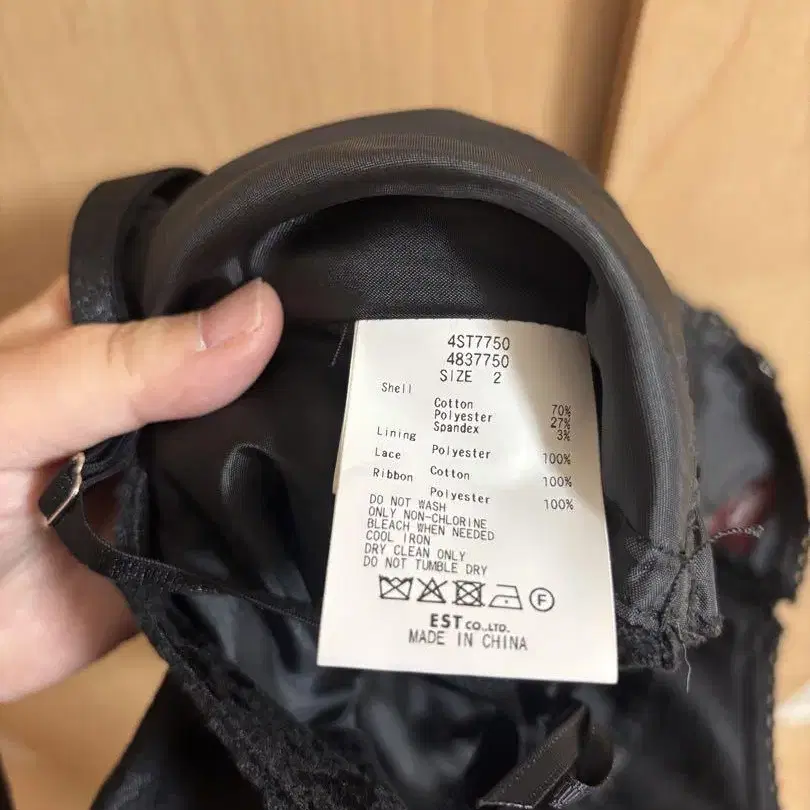 4ST7750
4837750
SIZE 2
Shell
Cotton 70%
Polyester 27%
Spandex 3%
Lining
Polyester 100%
Lace
Cotton 100%
Ribbon
Polyester 100%
DO NOT WASH
ONLY NON-CHLORINE
BLEACH WHEN NEEDED
COOL IRON
DRY CLEAN ONLY
DO NOT TUMBLE DRY
F
EST CO.,LTD.
MADE IN CHINA